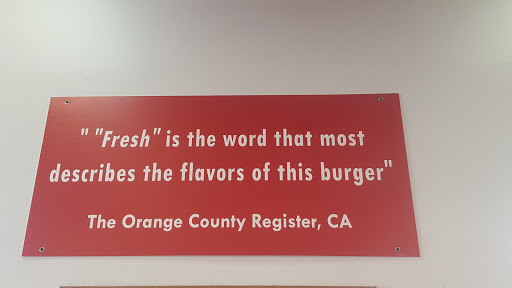 " "Fresh" is the word that most
describes the flavors of this burger"
The Orange County Register, CA